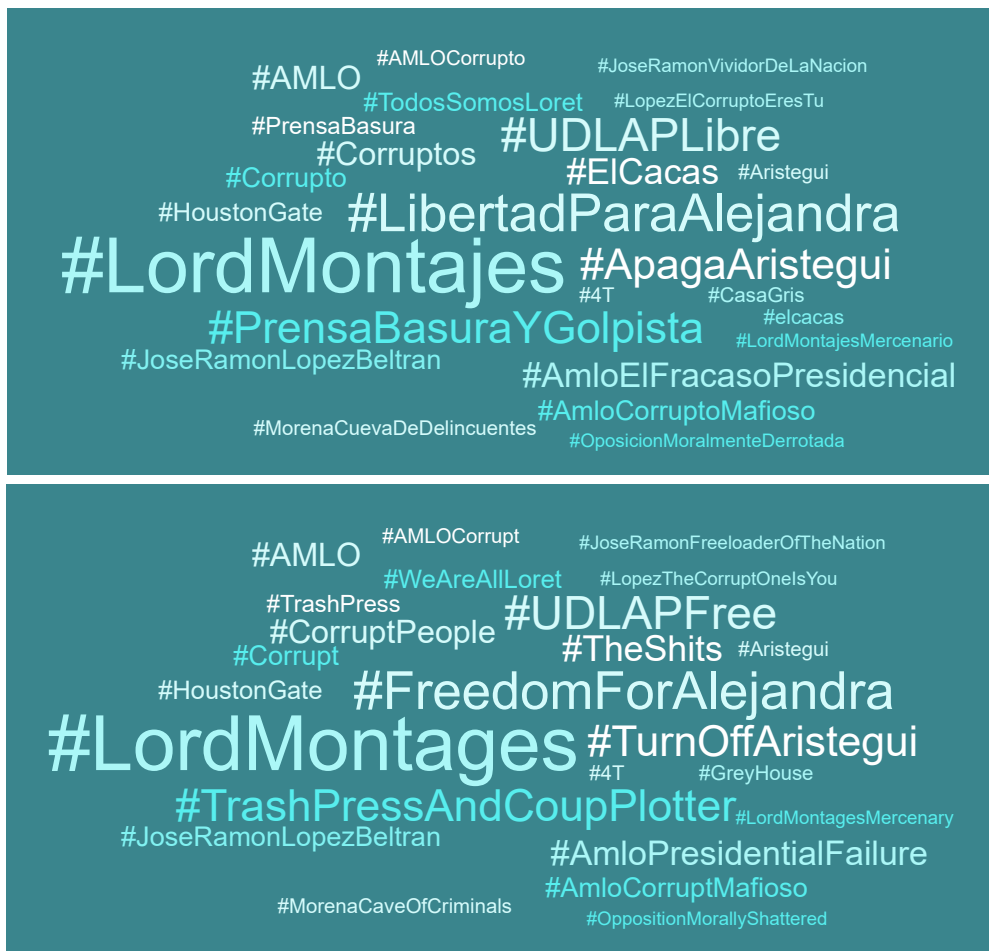 #AMLOCorrupto
#JoseRamonVividorDeLaNacion
#AMLO
#TodosSomosLoret
#LopezElCorruptoEresTu
#PrensaBasura
#UDLAPLibre
#Corruptos
#ElCacas
#Aristegui
#Corrupto
#HoustonGate
#LibertadParaAlejandra
#LordMontajes
#ApagaAristegui
#4T
#CasaGris
#PrensaBasuraYGolpista
#elcacas
#LordMontajesMercenario
#JoseRamonLopezBeltran
#AmloElFracasoPresidencial
#AmloCorruptoMafioso
#MorenaCuevaDeDelincuentes
#OposicionMoralmenteDerrotada
#AMLOCorrupt
#JoseRamonFreeloaderOfTheNation
#AMLO
#WeAreAllLoret
#LopezTheCorruptOneIsYou
#TrashPress
#UDLAPFree
#CorruptPeople
#TheShits
#Aristegui
#Corrupt
#HoustonGate
#FreedomForAlejandra
#LordMontages
#TurnOffAristegui
#4T
#GreyHouse
#TrashPressAndCoupPlotter
#LordMontagesMercenary
#JoseRamonLopezBeltran
#AmloPresidentialFailure
#AmloCorruptMafioso
#MorenaCaveOfCriminals
#OppositionMorallyShattered